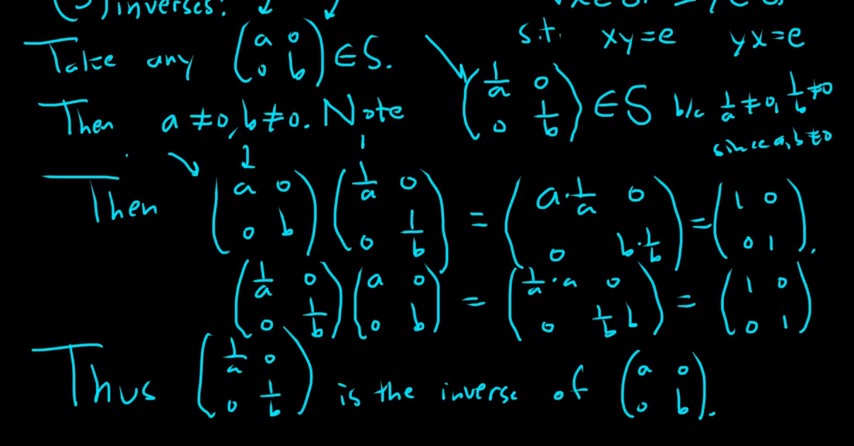 (3) inverses:
s.t. xy=e yx=e
Take any (a 0 / 0 b) ∈ S.
Then a ≠ 0, b ≠ 0. Note (1/a 0 / 0 1/b) ∈ S b/c 1/a ≠ 0, 1/b ≠ 0
since a, b ≠ 0
Then (a 0 / 0 b) (1/a 0 / 0 1/b) = (a·1/a 0 / 0 b·1/b) = (1 0 / 0 1).
(1/a 0 / 0 1/b) (a 0 / 0 b) = (1/a·a 0 / 0 1/b b) = (1 0 / 0 1)
Thus (1/a 0 / 0 1/b) is the inverse of (a 0 / 0 b).